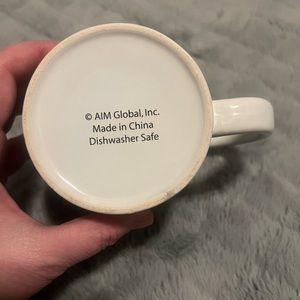 © AIM Global, Inc.
Made in China
Dishwasher Safe